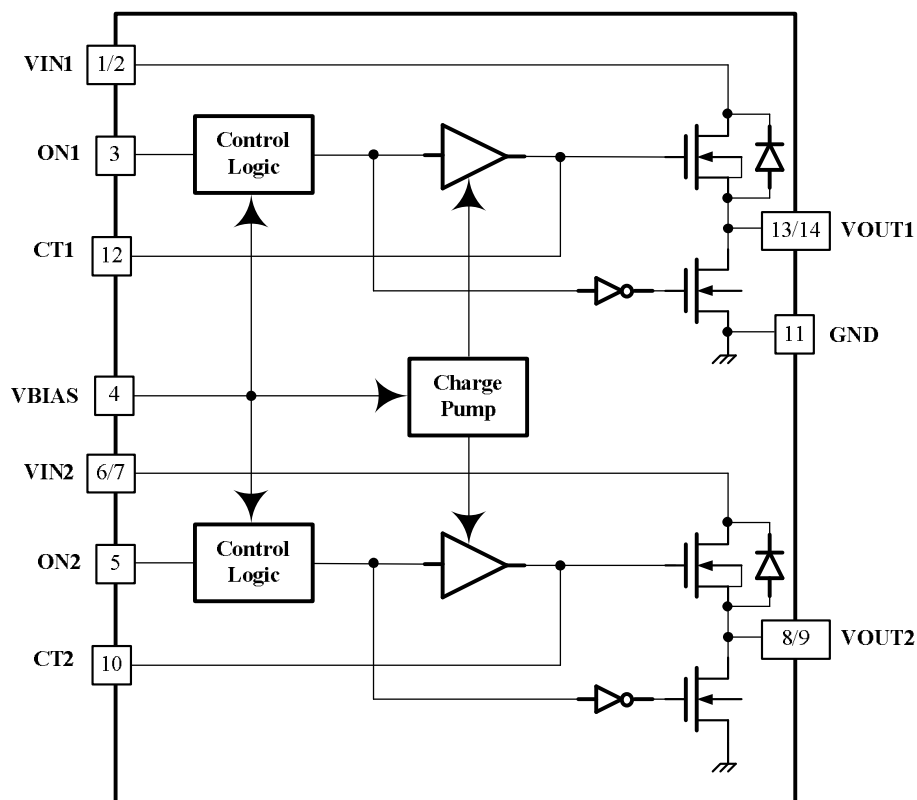 VIN1 1/2
ON1 3 Control Logic
CT1 12
13/14 VOUT1
11 GND
VBIAS 4 Charge Pump
VIN2 6/7
ON2 5 Control Logic
CT2 10
8/9 VOUT2